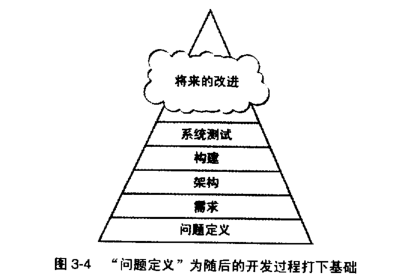 将来的改进
系统测试
构建
架构
需求
问题定义
图 3-4 “问题定义”为随后的开发过程打下基础